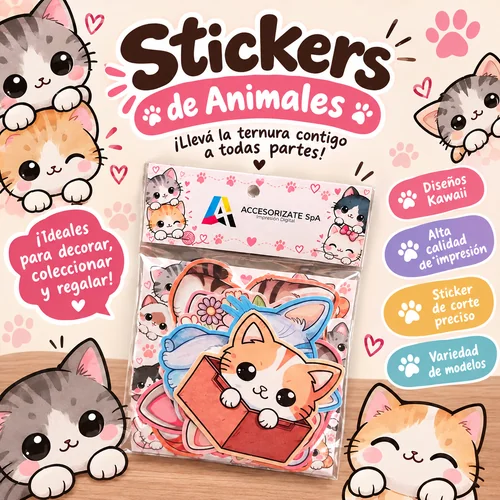 Stickers
de Animales
¡Llevá la ternura contigo
a todas partes!
ACCESORIZATE SpA
Impresión Digital
¡Ideales
para decorar,
coleccionar
y regalar!
Diseños
Kawaii
Alta
calidad
de impresión
Sticker
de corte
preciso
Variedad
de modelos